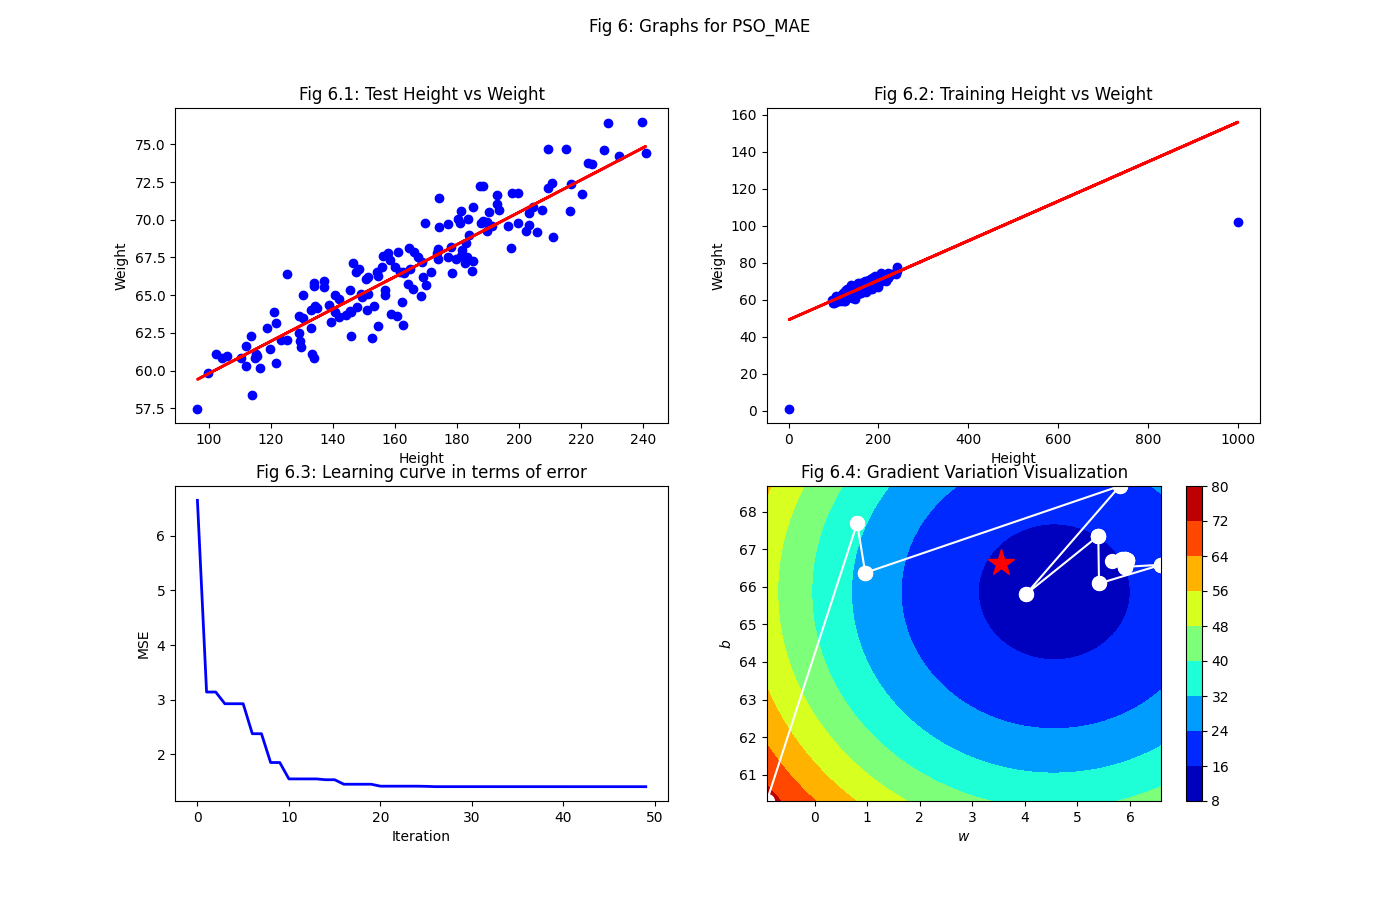 Fig 6: Graphs for PSO_MAE
Fig 6.1: Test Height vs Weight
Weight
75.0
72.5
70.0
67.5
65.0
62.5
60.0
57.5
100 120 140 160 180 200 220 240
Height
Fig 6.2: Training Height vs Weight
Weight
160
140
120
100
80
60
40
20
0
0 200 400 600 800 1000
Height
Fig 6.3: Learning curve in terms of error
MSE
6
5
4
3
2
0 10 20 30 40 50
Iteration
Fig 6.4: Gradient Variation Visualization
b
68
67
66
65
64
63
62
61
0 1 2 3 4 5 6
w
80
72
64
56
48
40
32
24
16
8